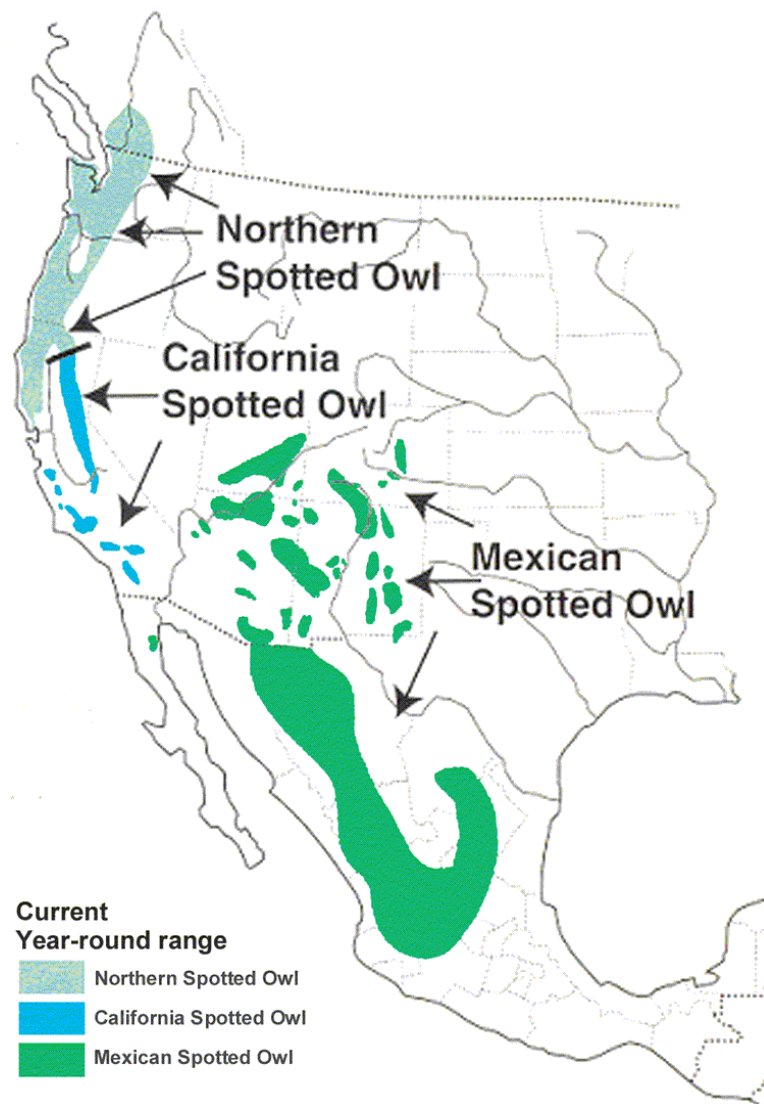 Northern
Spotted Owl
California
Spotted Owl
Mexican
Spotted Owl
Current
Year-round range
Northern Spotted Owl
California Spotted Owl
Mexican Spotted Owl